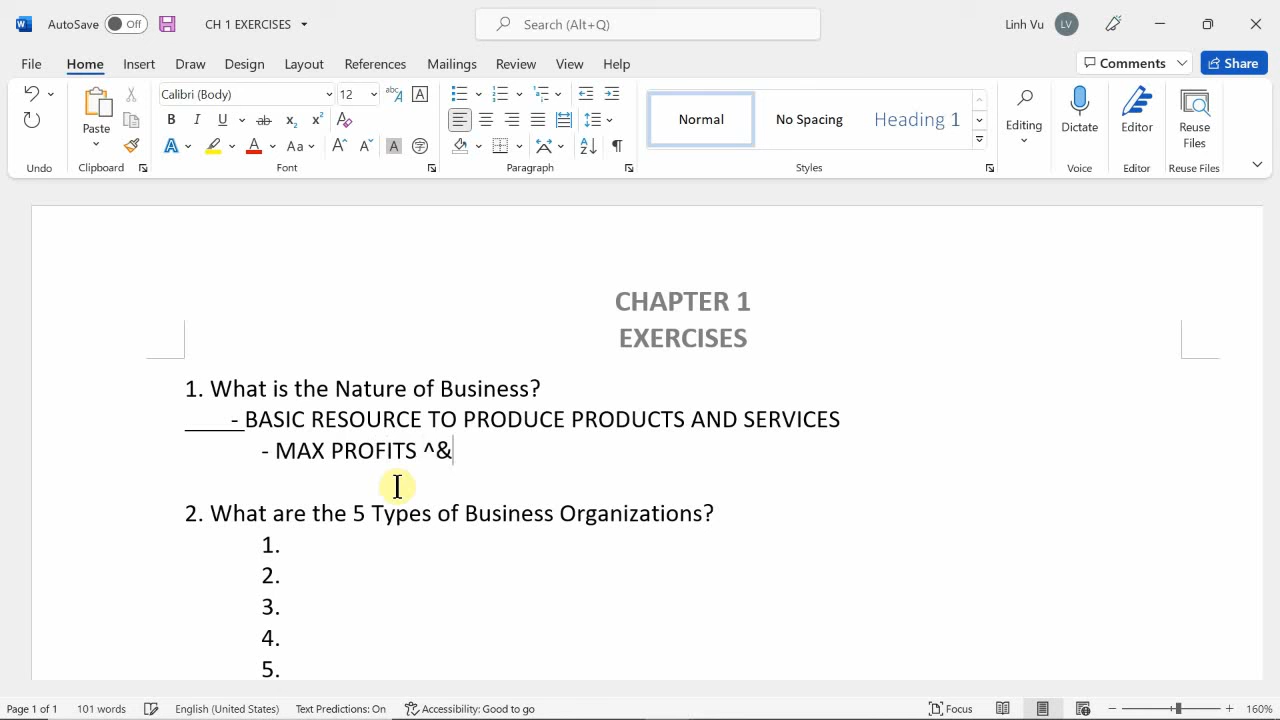 AutoSave Off CH 1 EXERCISES Search (Alt+Q) Linh Vu LV
File Home Insert Draw Design Layout References Mailings Review View Help Comments Share
Calibri (Body) 12
Paste
Normal No Spacing Heading 1
Editing Dictate Editor Reuse Files
Undo Clipboard Font Paragraph Styles Voice Editor Reuse Files
CHAPTER 1
EXERCISES
1. What is the Nature of Business?
- BASIC RESOURCE TO PRODUCE PRODUCTS AND SERVICES
- MAX PROFITS ^&
2. What are the 5 Types of Business Organizations?
1.
2.
3.
4.
5.
Page 1 of 1 101 words English (United States) Text Predictions: On Accessibility: Good to go Focus 160%